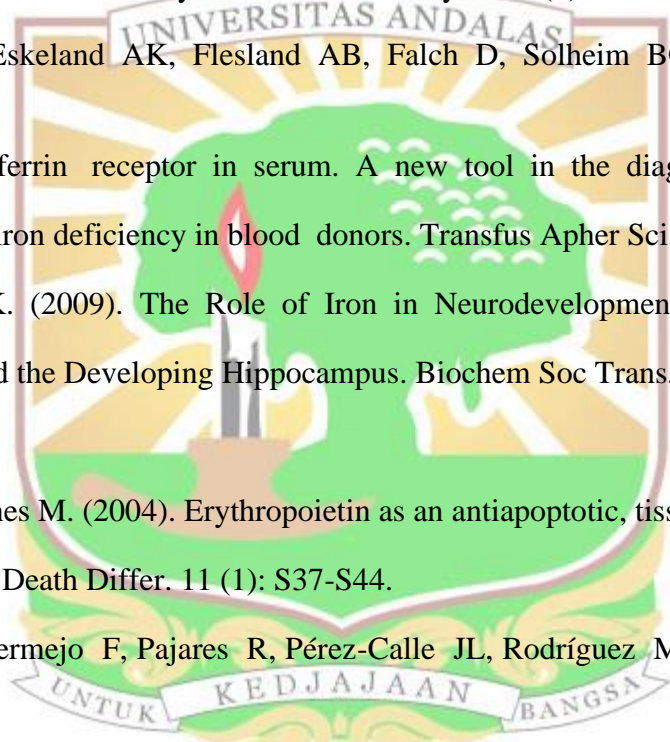 UNIVERSITAS ANDALAS
Eskeland AK, Flesland AB, Falch D, Solheim
ferrin receptor in serum. A new tool in the
iron deficiency in blood donors. Transfus Apher Sci
(2009). The Role of Iron in Neurodevelopmen
the Developing Hippocampus. Biochem Soc Trans.
nes M. (2004). Erythropoietin as an antiapoptotic,
Death Differ. 11 (1): S37-S44.
ermejo F, Pajares R, Pérez-Calle JL, Rodríguez M
UNTUK KEDJAJAAN BANGSA